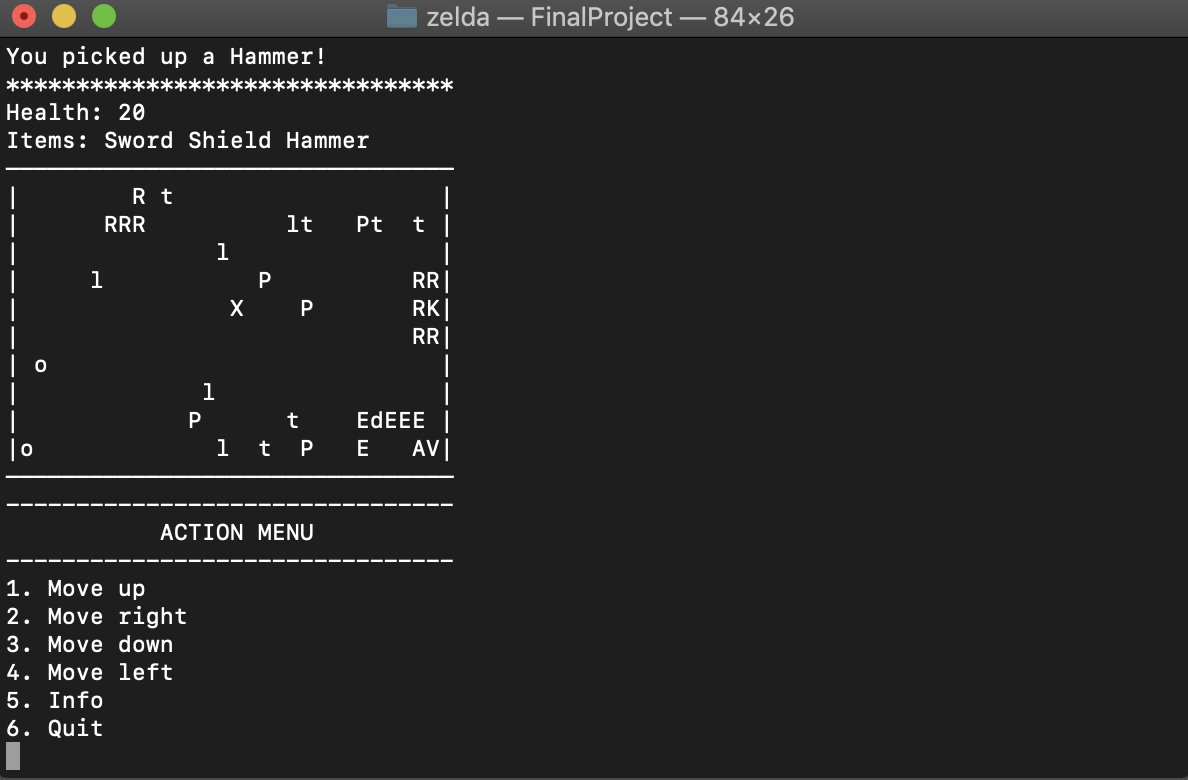 zelda — FinalProject — 84×26
You picked up a Hammer!
********************************
Health: 20
Items: Sword Shield Hammer
————————————————————————————————
|        R t                   |
|      RRR          lt   Pt  t |
|              l               |
|     l           P          RR|
|               X    P       RK|
|                            RR|
| o                            |
|             l                |
|            P      t    EdEEE |
|o             l  t  P   E   AV|
————————————————————————————————
--------------------------------
           ACTION MENU
--------------------------------
1. Move up
2. Move right
3. Move down
4. Move left
5. Info
6. Quit